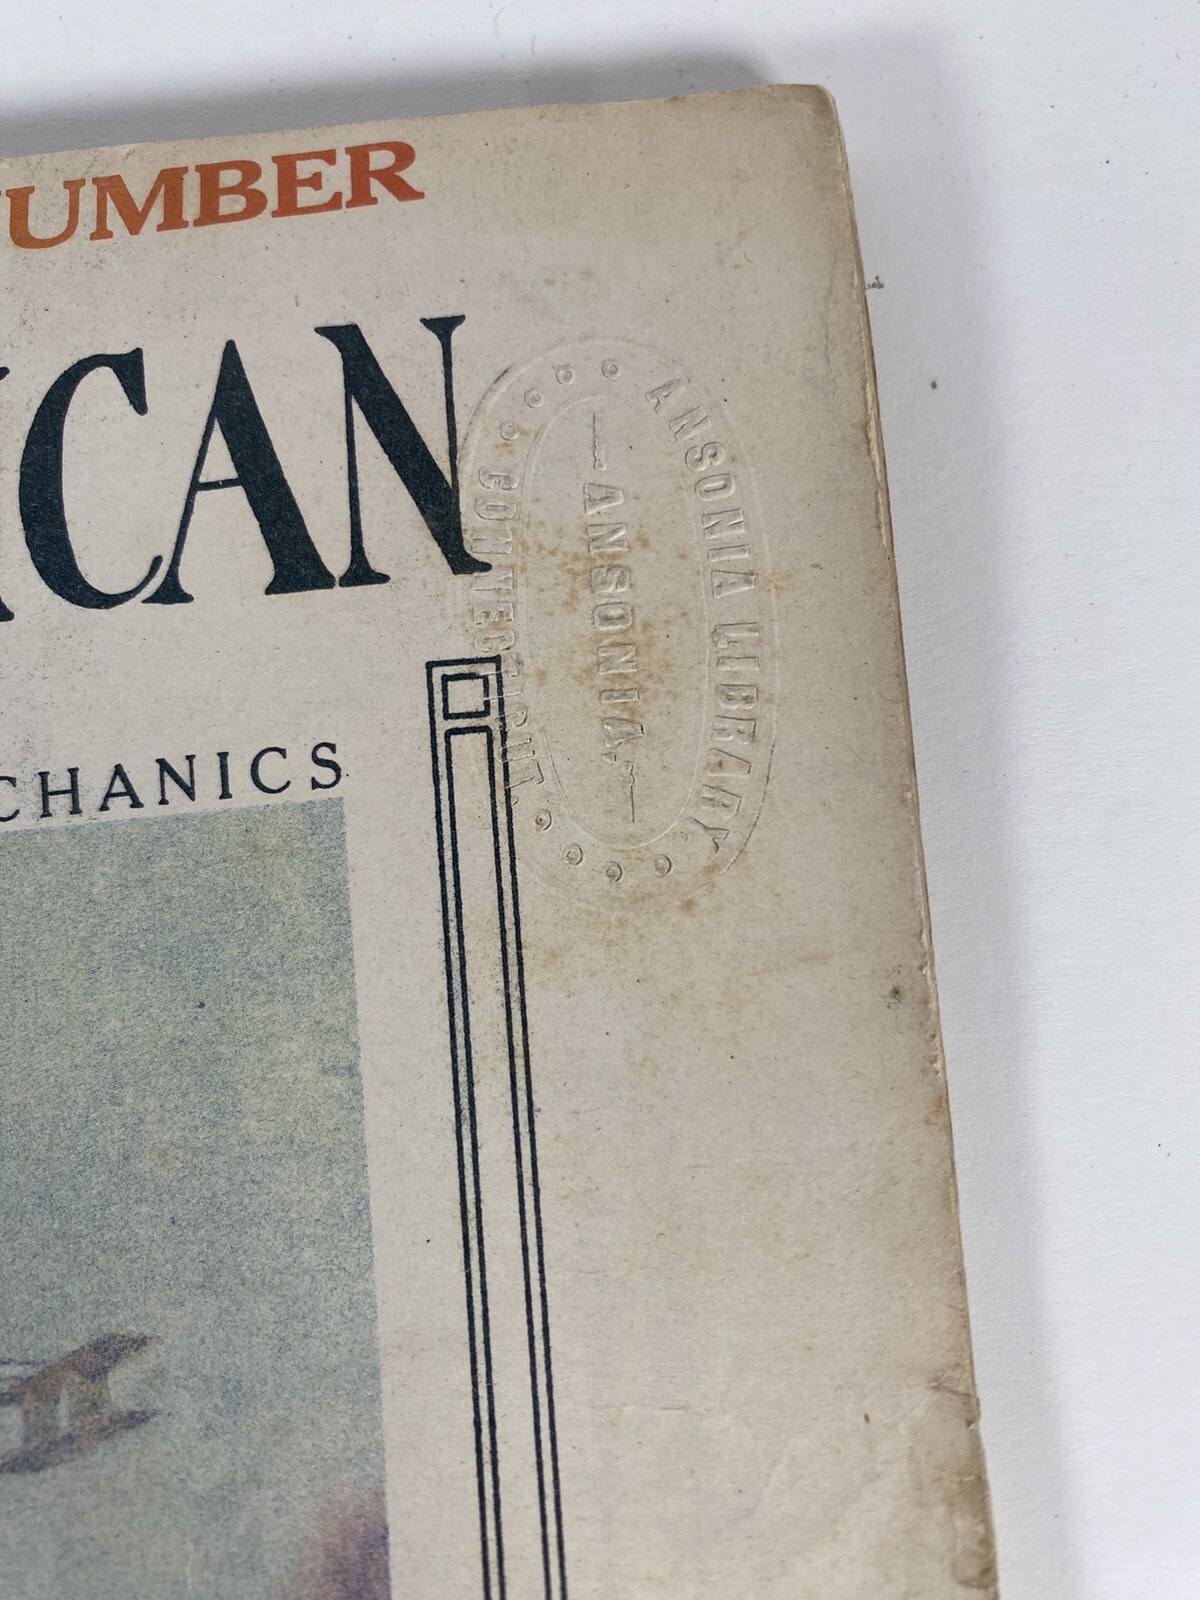 UMBER
ICAN
CHANICS
ANSONIA LIBRARY
ANSONIA
CONNECTICUT.